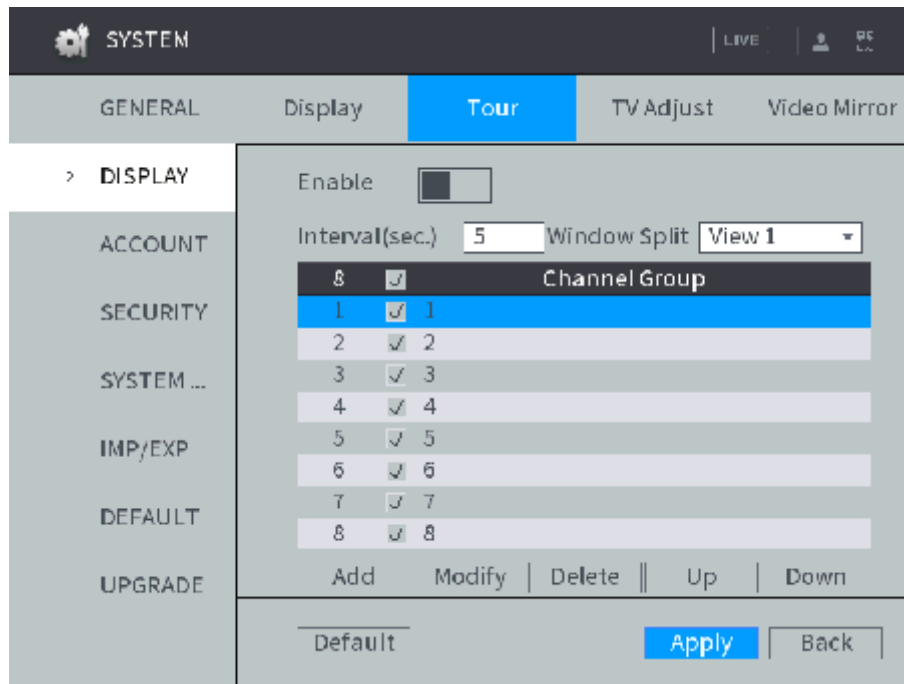 SYSTEM LIVE
GENERAL Display Tour TV Adjust Video Mirror
> DISPLAY
ACCOUNT
SECURITY
SYSTEM ...
IMP/EXP
DEFAULT
UPGRADE
Enable
Interval(sec.) 5 Window Split View 1
8 Channel Group
1 1
2 2
3 3
4 4
5 5
6 6
7 7
8 8
Add Modify Delete Up Down
Default Apply Back